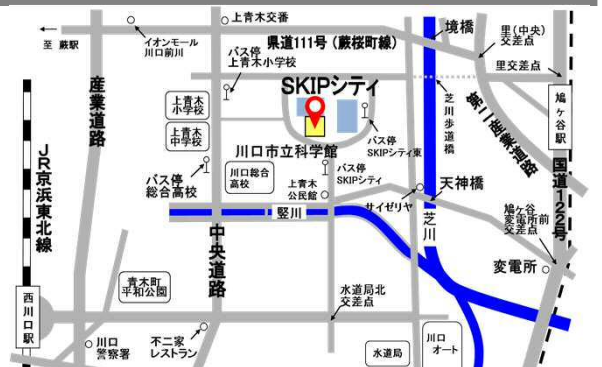 上青木交番
境橋
至 蕨駅
イオンモール
川口前川
県道111号(蕨桜町線)
里(中央)
交差点
バス停
上青木小学校
里交差点
産業道路
SKIPシティ
上青木
小学校
芝川歩道橋
第二産業道路
鳩ヶ谷駅
上青木
中学校
バス停
SKIPシティ東
川口市立科学館
JR京浜東北線
バス停
総合高校
川口総合
高校
バス停
SKIPシティ
上青木
公民館
天神橋
国道122号
サイゼリヤ
鳩ヶ谷
変電所前
交差点
竪川
芝川
中央道路
変電所
青木町
平和公園
水道局北
交差点
西川口駅
川口
警察署
不二家
レストラン
水道局
川口
オート